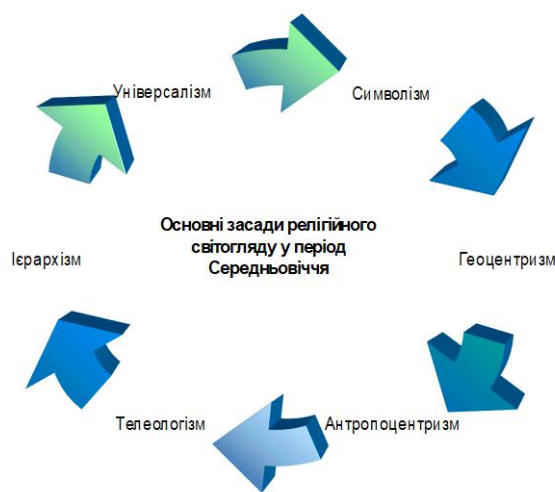 Універсалізм
Символізм
Основні засади релігійного
світогляду у період
Середньовіччя
Ієрархізм
Геоцентризм
Телеологізм
Антропоцентризм